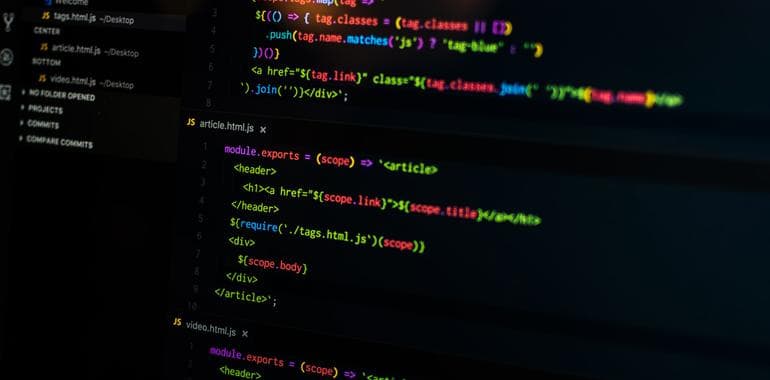 Welcome
JS tags.html.js ~/Desktop
CENTER
JS article.html.js ~/Desktop
BOTTOM
JS video.html.js ~/Desktop
NO FOLDER OPENED
PROJECTS
COMMITS
COMPARE COMMITS
3 ${(() => { tag.classes = (tag.classes || [])
4 .push(tag.name.matches('js') ? 'tag-blue' : '')
5 })()}
6 <a href="${tag.link}" class="${tag.classes.join(' ')}">${tag.name}</a>
7 `).join('')}</div>`;
8
JS article.html.js ×
1 module.exports = (scope) => `<article>
2 <header>
3 <h1><a href="${scope.link}">${scope.title}</a></h1>
4 </header>
5 ${require('./tags.html.js')(scope)}
6 <div>
7 ${scope.body}
8 </div>
9 </article>`;
10
JS video.html.js ×
1 module.exports = (scope) => `<article
2 <header>